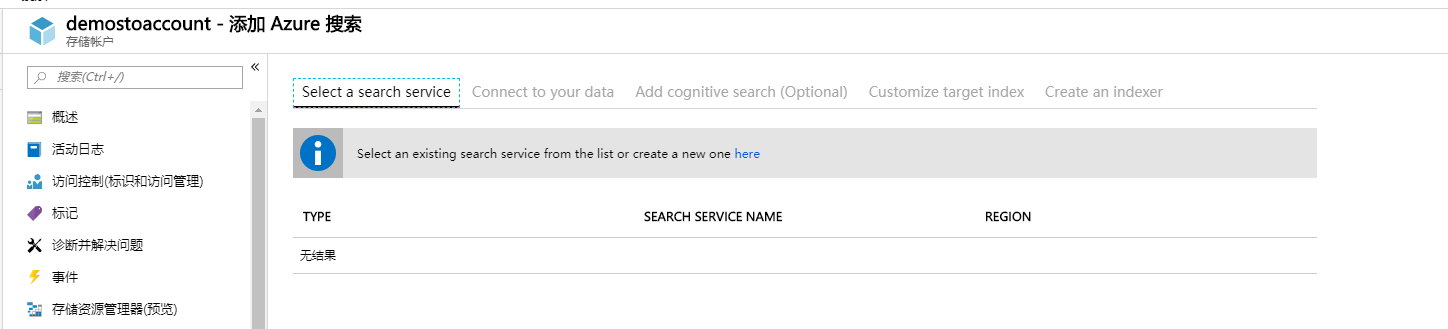 demostoaccount - 添加 Azure 搜索
存储帐户
搜索(Ctrl+/)
«
概述
活动日志
访问控制(标识和访问管理)
标记
诊断并解决问题
事件
存储资源管理器(预览)
Select a search service Connect to your data Add cognitive search (Optional) Customize target index Create an indexer
Select an existing search service from the list or create a new one here
TYPE SEARCH SERVICE NAME REGION
无结果